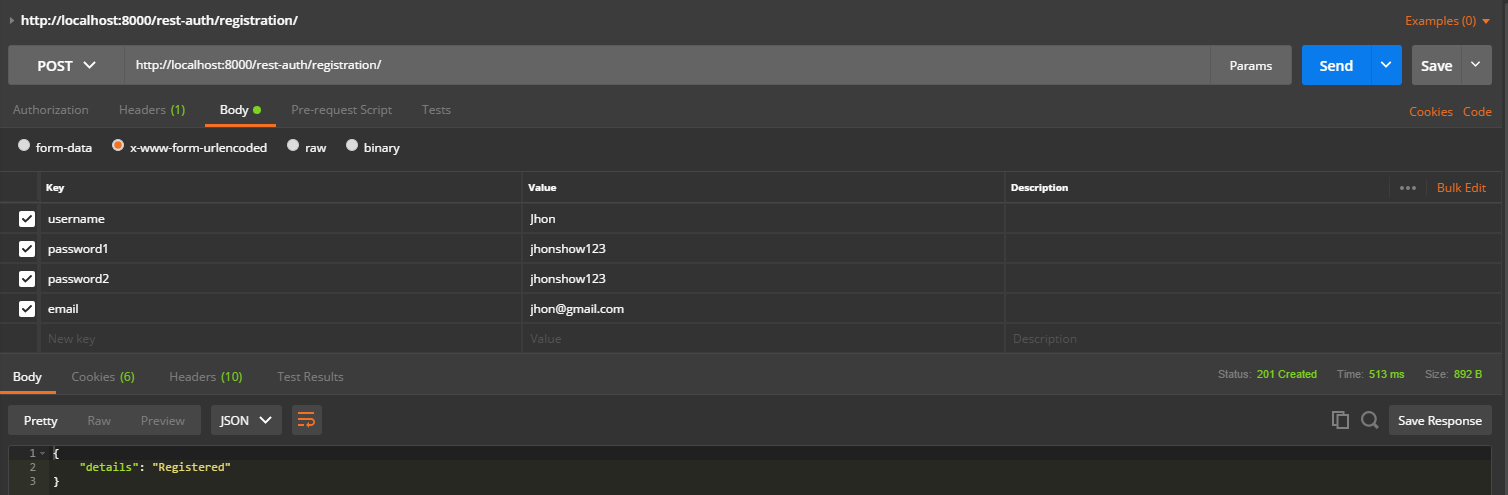 http://localhost:8000/rest-auth/registration/ Examples (0)
POST http://localhost:8000/rest-auth/registration/ Params Send Save
Authorization Headers (1) Body Pre-request Script Tests Cookies Code
form-data x-www-form-urlencoded raw binary
Key Value Description Bulk Edit
username Jhon
password1 jhonshow123
password2 jhonshow123
email jhon@gmail.com
New key Value Description
Body Cookies (6) Headers (10) Test Results Status: 201 Created Time: 513 ms Size: 892 B
Pretty Raw Preview JSON Save Response
1 {
2 "details": "Registered"
3 }